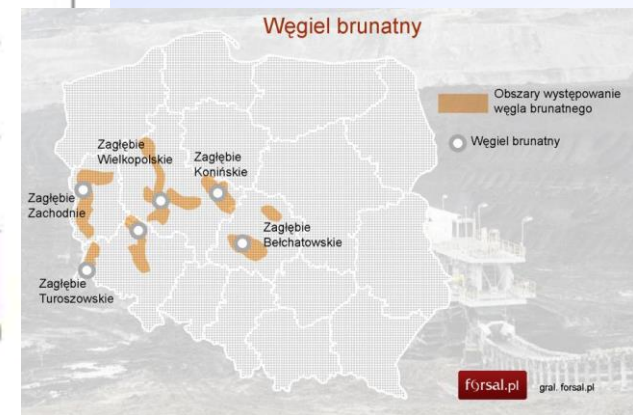 Węgiel brunatny
Obszary występowanie
węgla brunatnego
Węgiel brunatny
Zagłębie
Wielkopolskie
Zagłębie
Konińskie
Zagłębie
Zachodnie
Zagłębie
Bełchatowskie
Zagłębie
Turoszowskie
forsal.pl
graf. forsal.pl